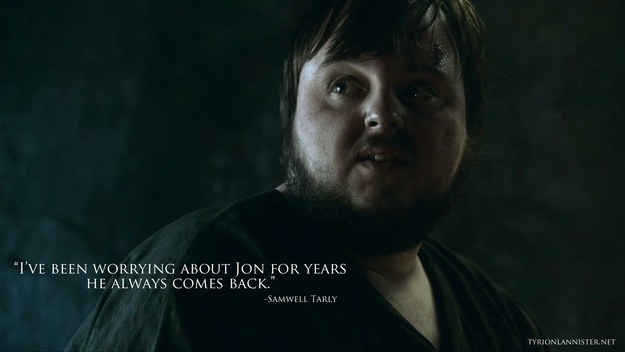 “I’ve been worrying about Jon for years
he always comes back.”
-Samwell Tarly
tyrionlannister.net